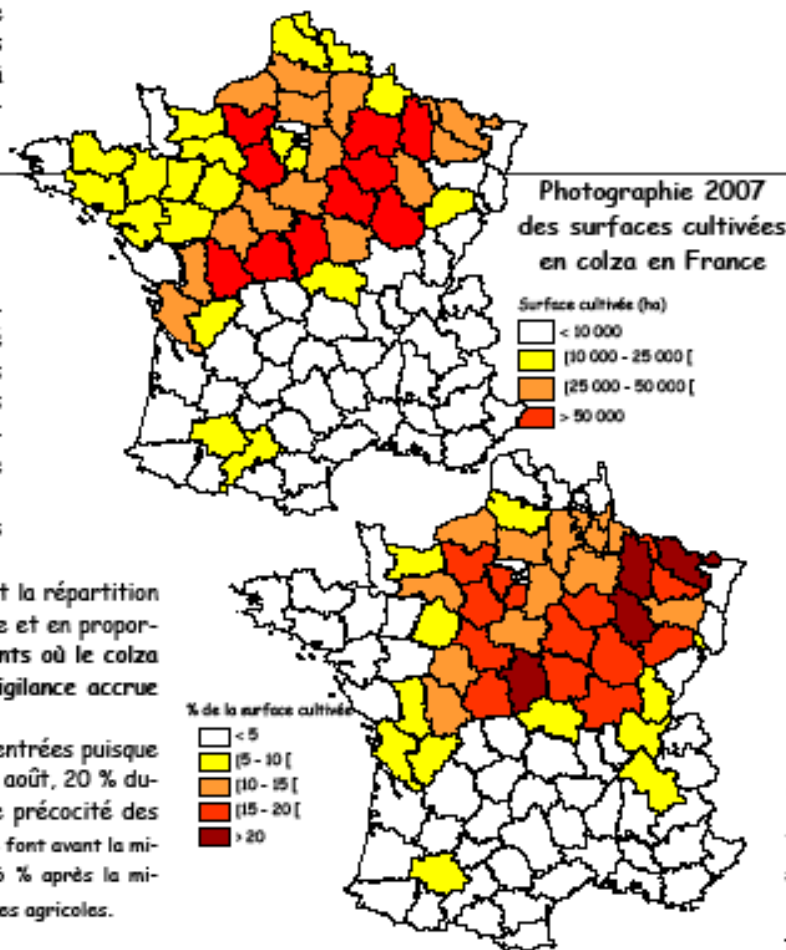 Photographie 2007
des surfaces cultivées
en colza en France
Surface cultivée (ha)
< 10 000
[10 000 - 25 000 [
[25 000 - 50 000 [
> 50 000
t la répartition
e et en propor-
nts où le colza
igilance accrue
entrées puisque
août, 20 % du-
e précocité des
font avant la mi-
% après la mi-
es agricoles.
% de la surface cultivée
< 5
[5 - 10 [
[10 - 15 [
[15 - 20 [
> 20